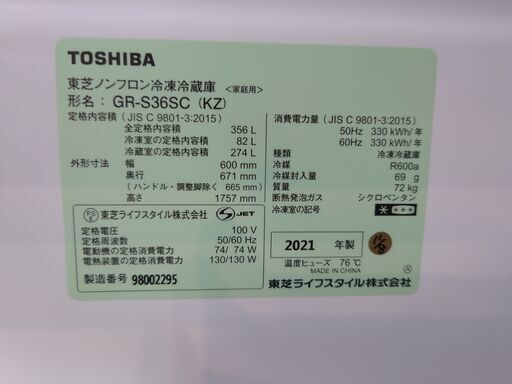 TOSHIBA
東芝ノンフロン冷凍冷蔵庫 <家庭用>
形名： GR-S36SC (KZ)
定格内容積 (JIS C 9801-3:2015)
全定格内容積 356 L
冷凍室の内容積 82 L
冷蔵室の内容積 274 L
外形寸法 幅 600 mm
奥行 671 mm
(ハンドル・調整脚除く 665 mm)
高さ 1757 mm
消費電力量 (JIS C 9801-3:2015)
50Hz 330 kWh/年
60Hz 330 kWh/年
種類 冷凍冷蔵庫
冷媒 R600a
冷媒封入量 69 g
質量 72 kg
断熱発泡ガス シクロペンタン
冷凍室の記号
PSE 東芝ライフスタイル株式会社 JET
定格電圧 100 V
定格周波数 50/60 Hz
電動機の定格消費電力 74/ 74 W
電熱装置の定格消費電力 130/130 W
製造番号 98002295
2021 年製
11/8
温度ヒューズ 76℃
MADE IN CHINA
A
東芝ライフスタイル株式会社